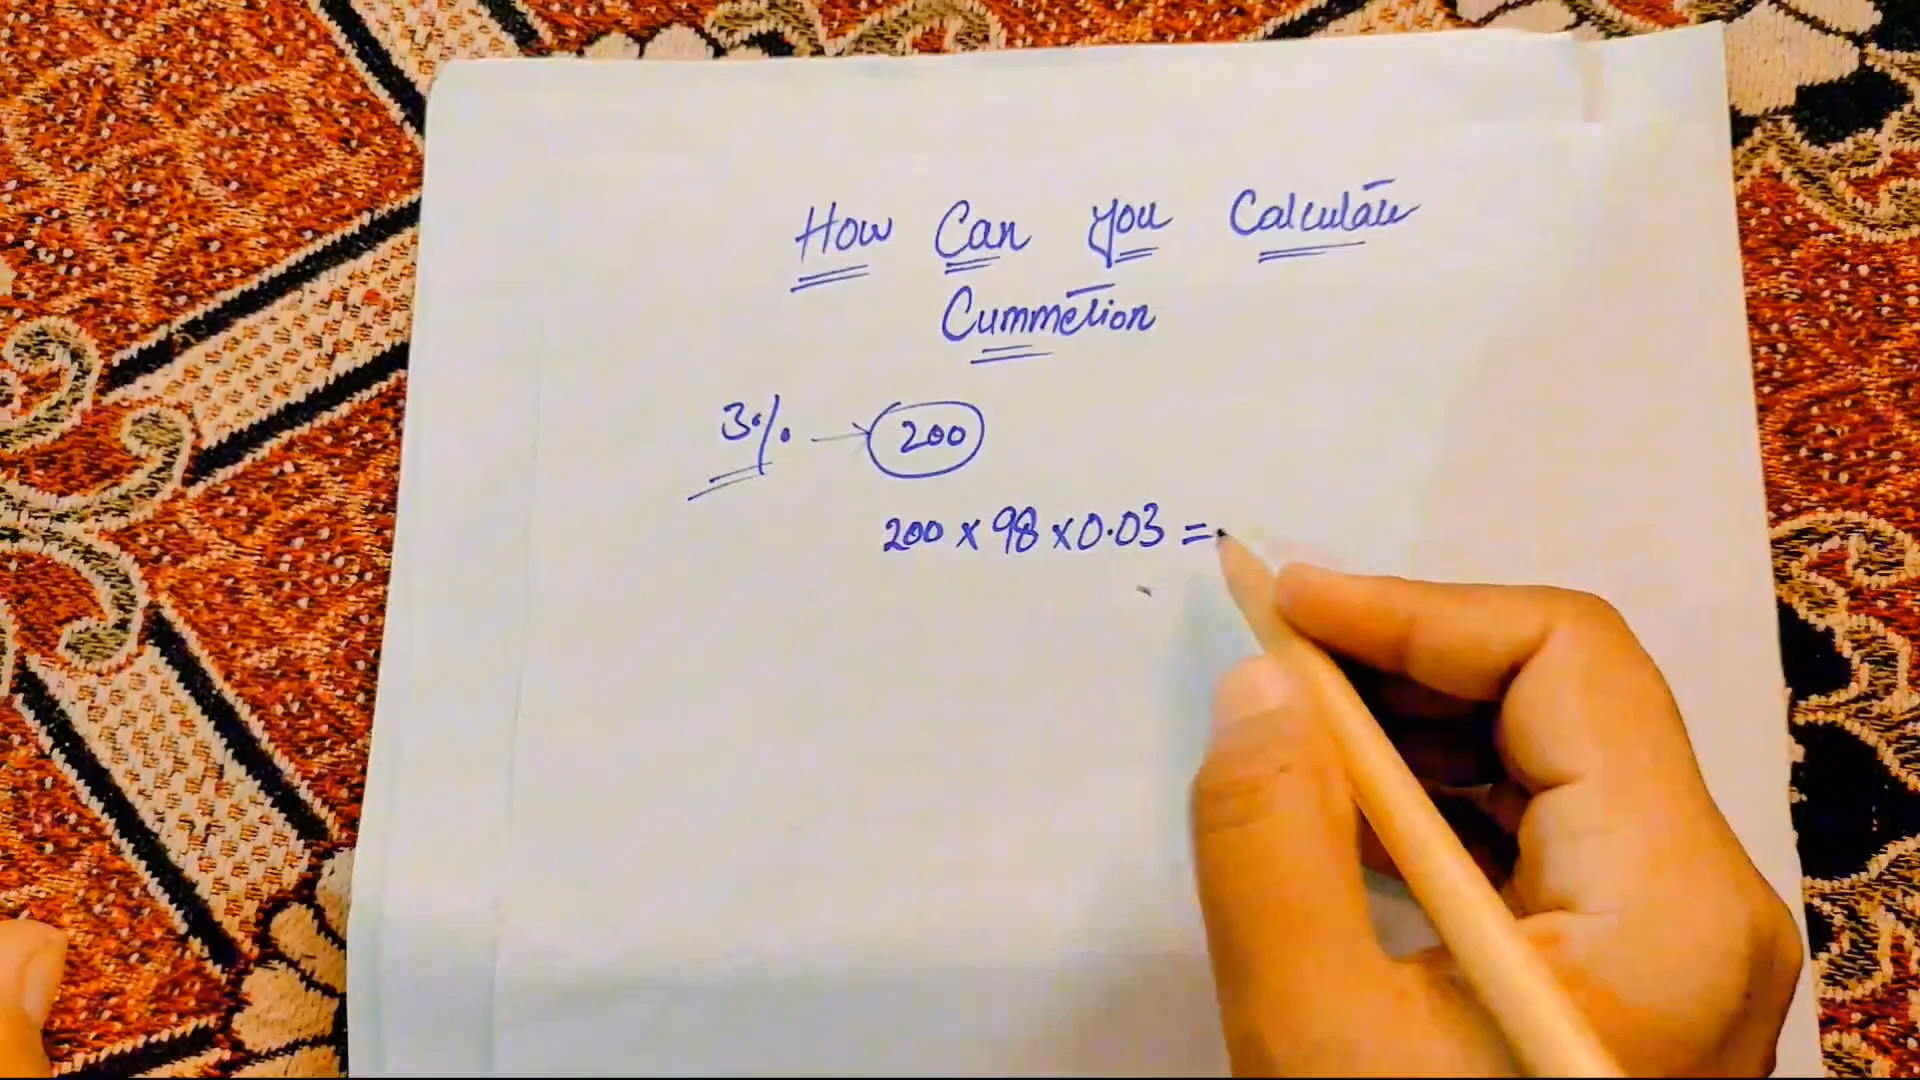 How Can you Calculate
Cummetion
3% → 200
200 x 98 x 0.03 =